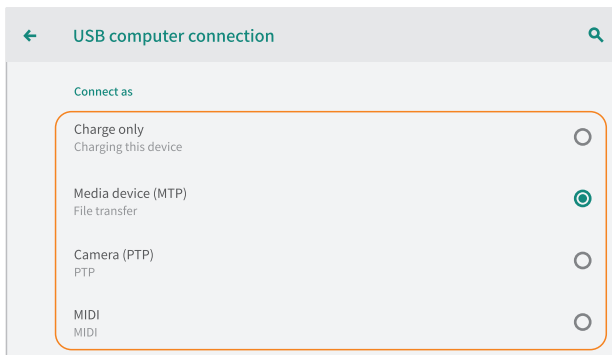 USB computer connection
Connect as
Charge only
Charging this device
Media device (MTP)
File transfer
Camera (PTP)
PTP
MIDI
MIDI